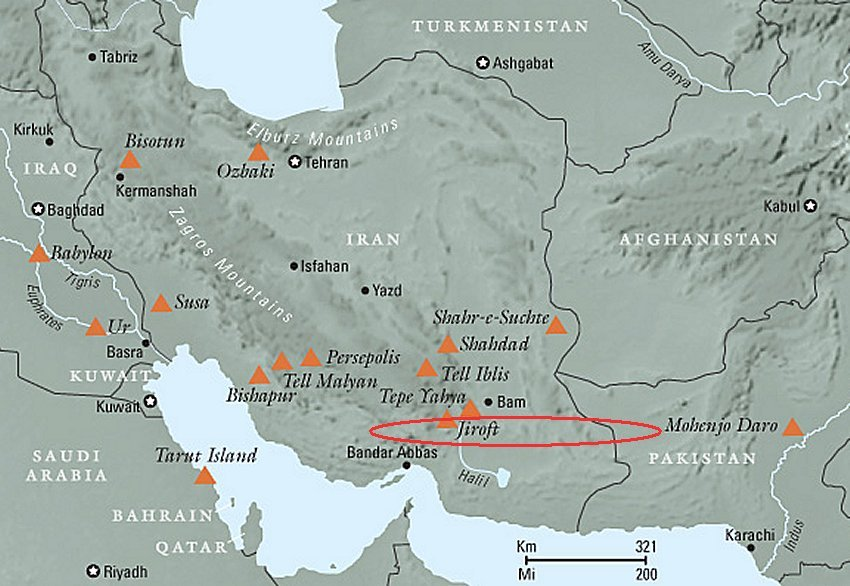 TURKMENISTAN
Tabriz
Ashgabat
Amu Darya
Kirkuk
Elburz Mountains
Bisotun
Ozbaki
Tehran
IRAQ
Kermanshah
Baghdad
Kabul
Zagros Mountains
IRAN
AFGHANISTAN
Babylon
Isfahan
Tigris
Yazd
Euphrates
Susa
Shahr-e-Suchte
Ur
Shahdad
Basra
Persepolis
Tell Malyan
Tell Iblis
KUWAIT
Bishapur
Tepe Yahya
Bam
Kuwait
Jiroft
Mohenjo Daro
SAUDI
ARABIA
Tarut Island
Bandar Abbas
PAKISTAN
Halil
BAHRAIN
QATAR
Karachi
Indus
Km 321
Mi 200
Riyadh